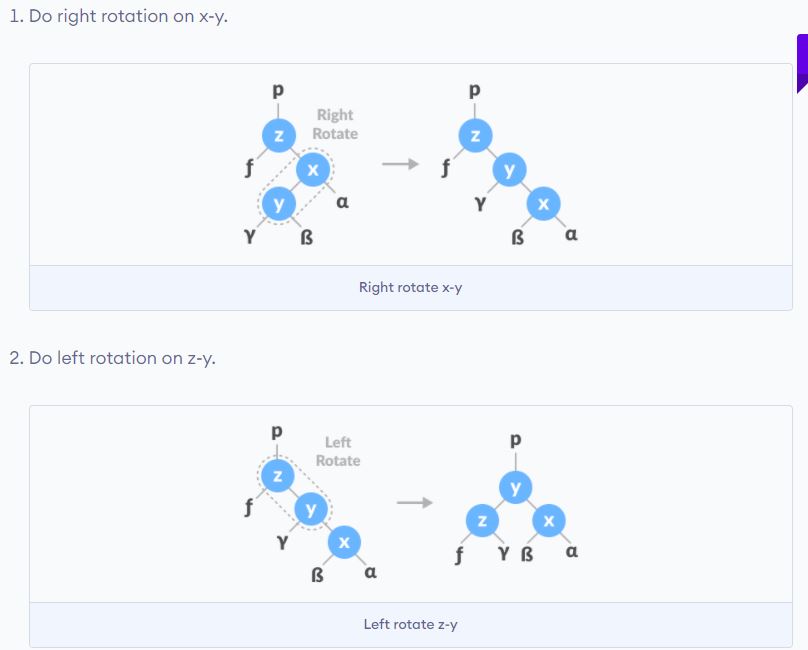 1. Do right rotation on x-y.
p
Right
Rotate
z
f
x
y
α
γ
ß
p
z
f
y
γ
x
ß
α
Right rotate x-y
2. Do left rotation on z-y.
p
Left
Rotate
z
f
y
γ
x
ß
α
p
y
z
x
f
γ
ß
α
Left rotate z-y